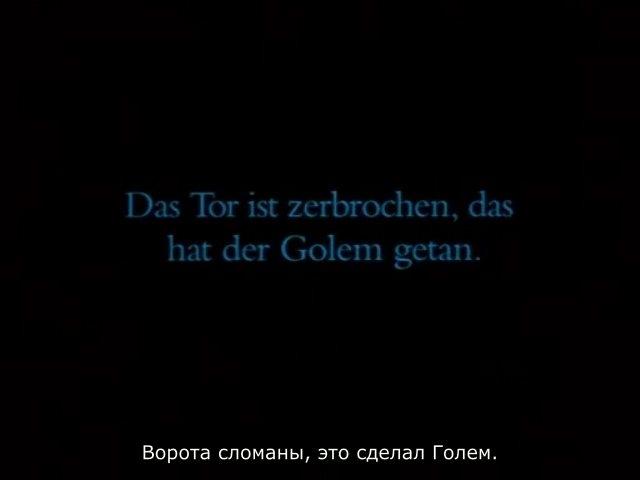 Das Tor ist zerbrochen, das
hat der Golem getan.
Ворота сломаны, это сделал Голем.